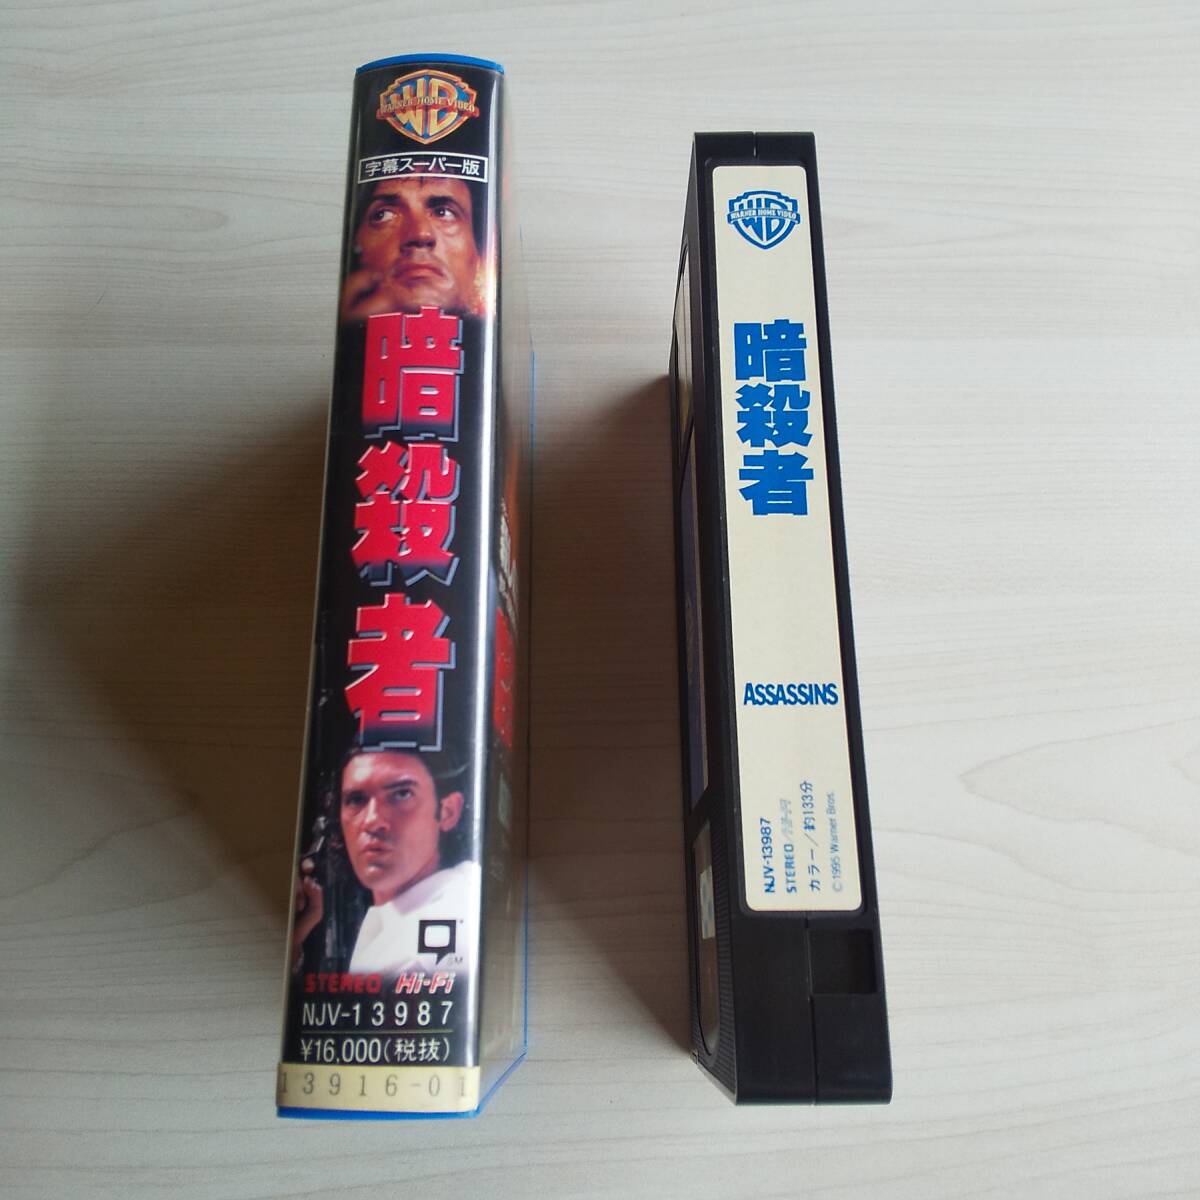 WARNER HOME VIDEO
字幕スーパー版
暗殺者
SM
STEREO Hi-Fi
NJV-13987
¥16,000(税抜)
13916-01
WARNER HOME VIDEO
暗殺者
ASSASSINS
NJV-13987
STEREO
カラー/約133分
©1995 Warner Bros.